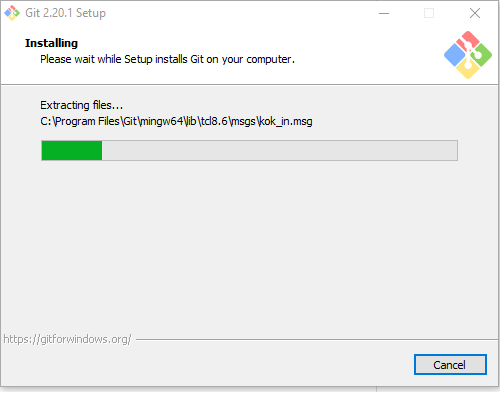 Git 2.20.1 Setup
Installing
Please wait while Setup installs Git on your computer.
Extracting files...
C:\Program Files\Git\mingw64\lib\tcl8.6\msgs\kok_in.msg
https://gitforwindows.org/
Cancel